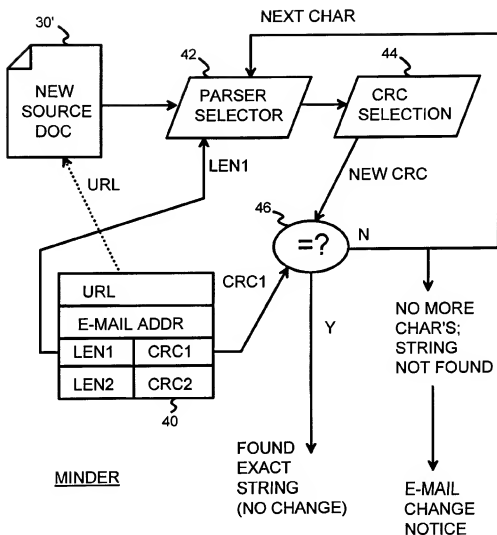 NEXT CHAR
30'
42
44
NEW
SOURCE
DOC
PARSER
SELECTOR
CRC
SELECTION
URL
LEN1
NEW CRC
46
=?
N
CRC1
Y
URL
E-MAIL ADDR
LEN1 CRC1
LEN2 CRC2
40
NO MORE
CHAR'S;
STRING
NOT FOUND
FOUND
EXACT
STRING
(NO CHANGE)
MINDER
E-MAIL
CHANGE
NOTICE